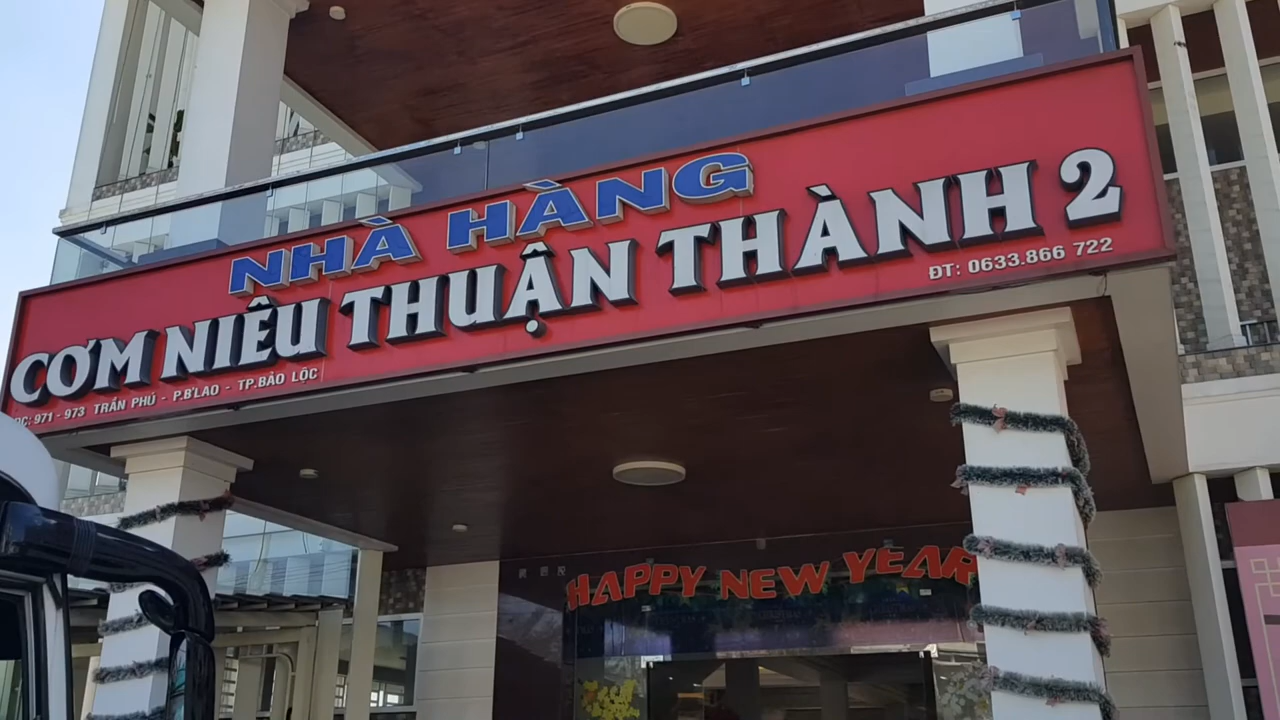 NHÀ HÀNG
CƠM NIÊU THUẬN THÀNH 2
ĐC: 971 - 973 TRẦN PHÚ - P.B'LAO - TP.BẢO LỘC
ĐT: 0633.866 722
HAPPY NEW YEAR